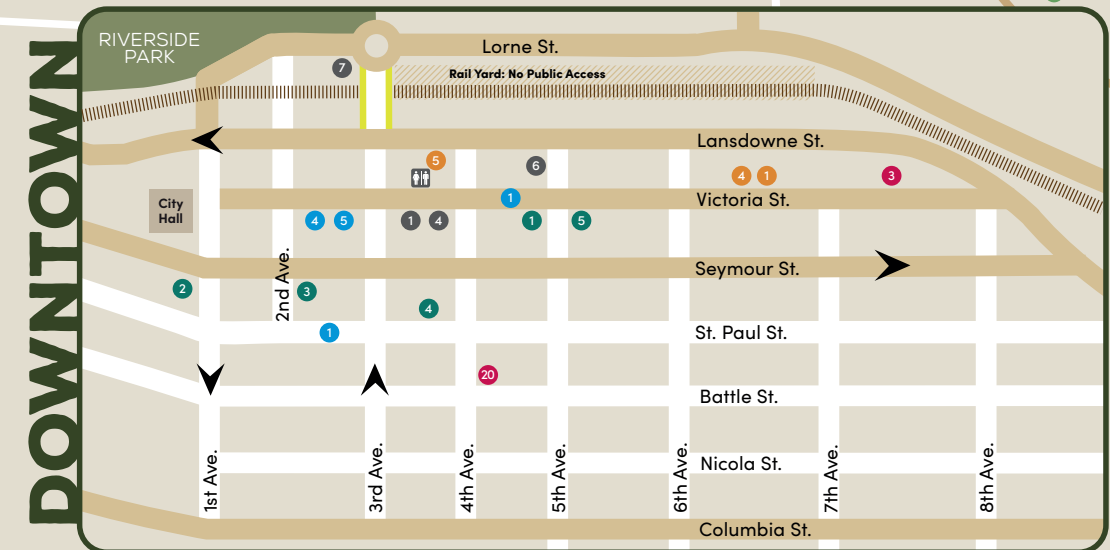 DOWNTOWN
RIVERSIDE
PARK
Lorne St.
7
Rail Yard: No Public Access
Lansdowne St.
5
6
4
1
3
City
Hall
1
Victoria St.
4
5
1
4
1
5
2nd Ave.
Seymour St.
2
3
4
1
St. Paul St.
20
Battle St.
1st Ave.
3rd Ave.
4th Ave.
5th Ave.
6th Ave.
7th Ave.
8th Ave.
Nicola St.
Columbia St.